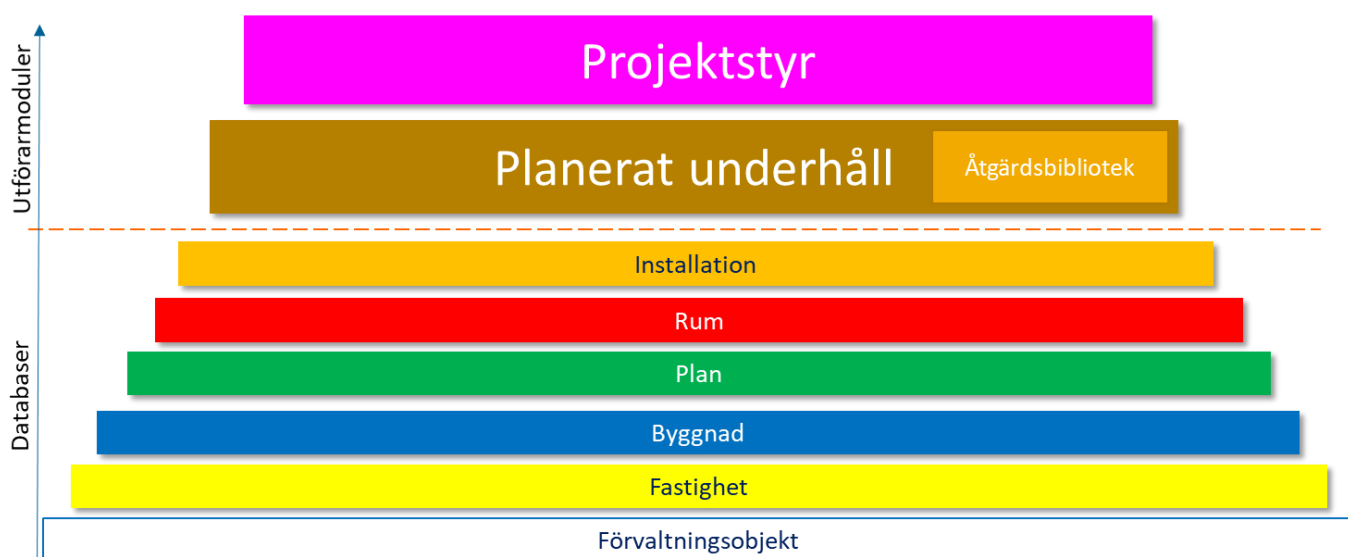 Utförarmoduler
Projektstyr
Planerat underhåll
Åtgärdsbibliotek
Databaser
Installation
Rum
Plan
Byggnad
Fastighet
Förvaltningsobjekt